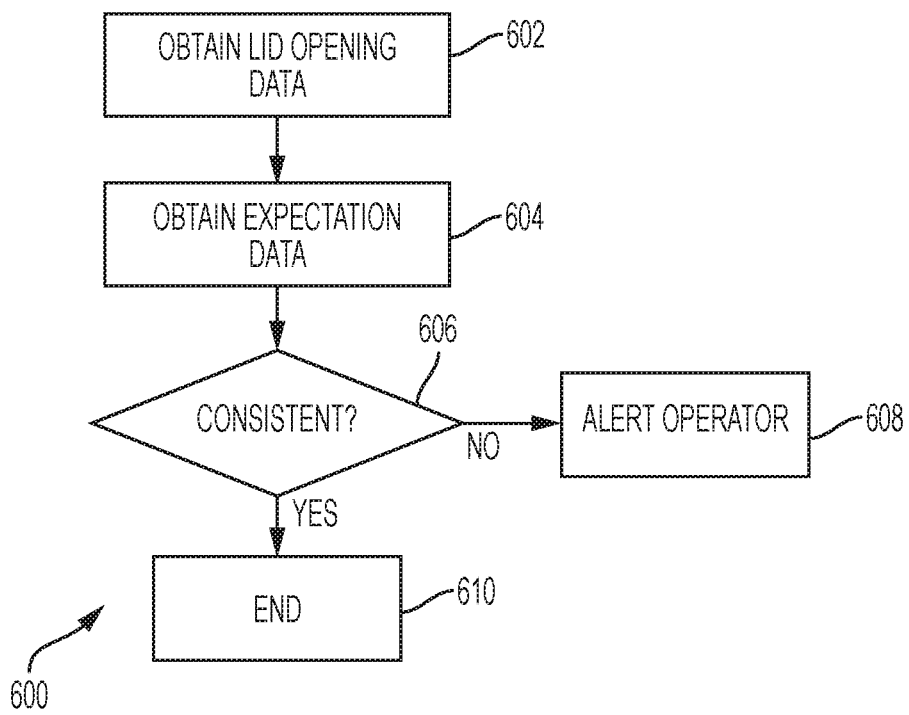 OBTAIN LID OPENING
DATA
602
OBTAIN EXPECTATION
DATA
604
606
CONSISTENT?
NO
ALERT OPERATOR
608
YES
END
610
600